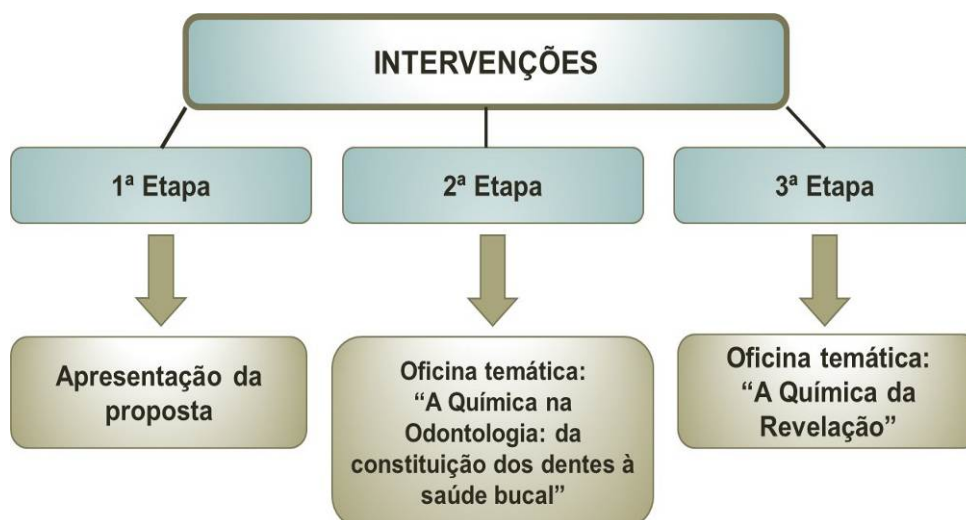 INTERVENÇÕES
1ª Etapa
2ª Etapa
3ª Etapa
Apresentação da
proposta
Oficina temática:
“A Química na
Odontologia: da
constituição dos dentes à
saúde bucal”
Oficina temática:
“A Química da
Revelação”